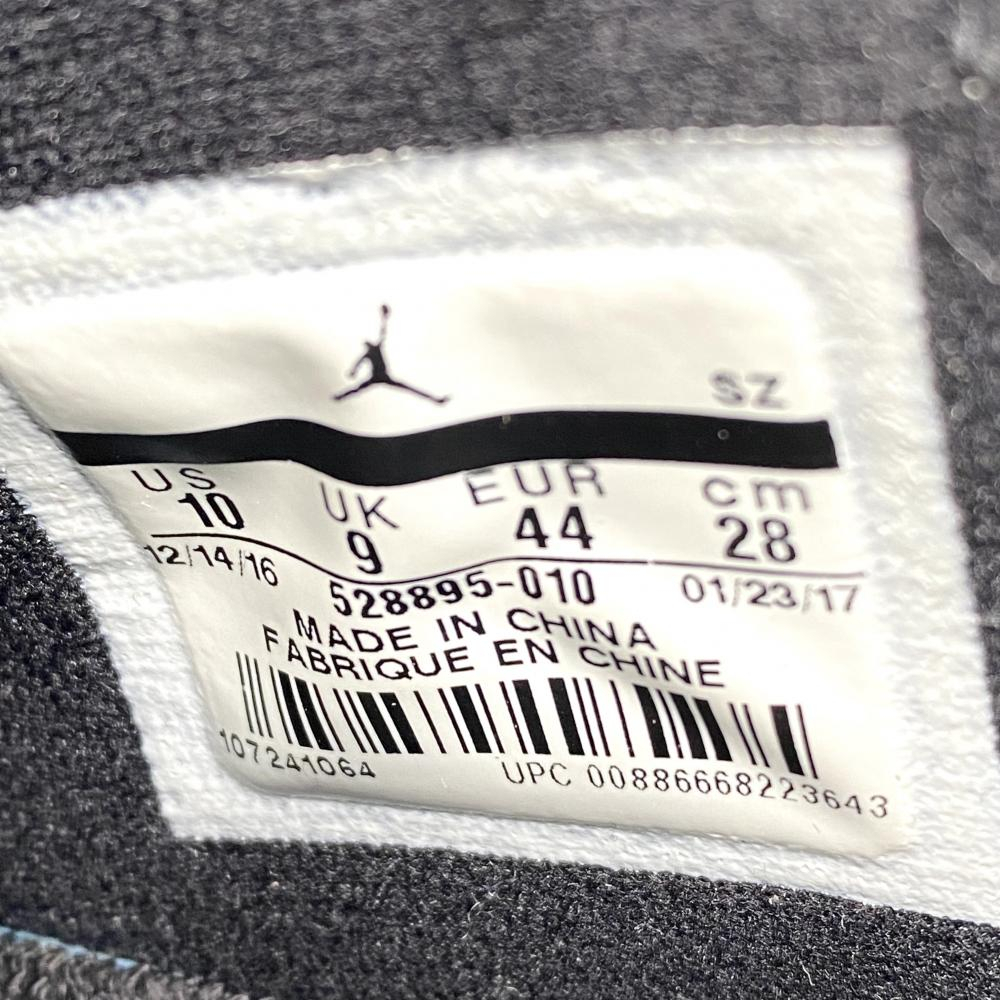 SZ
US UK EUR cm
10 9 44 28
12/14/16 528895-010 01/23/17
MADE IN CHINA
FABRIQUE EN CHINE
107241064 UPC 00886668223643